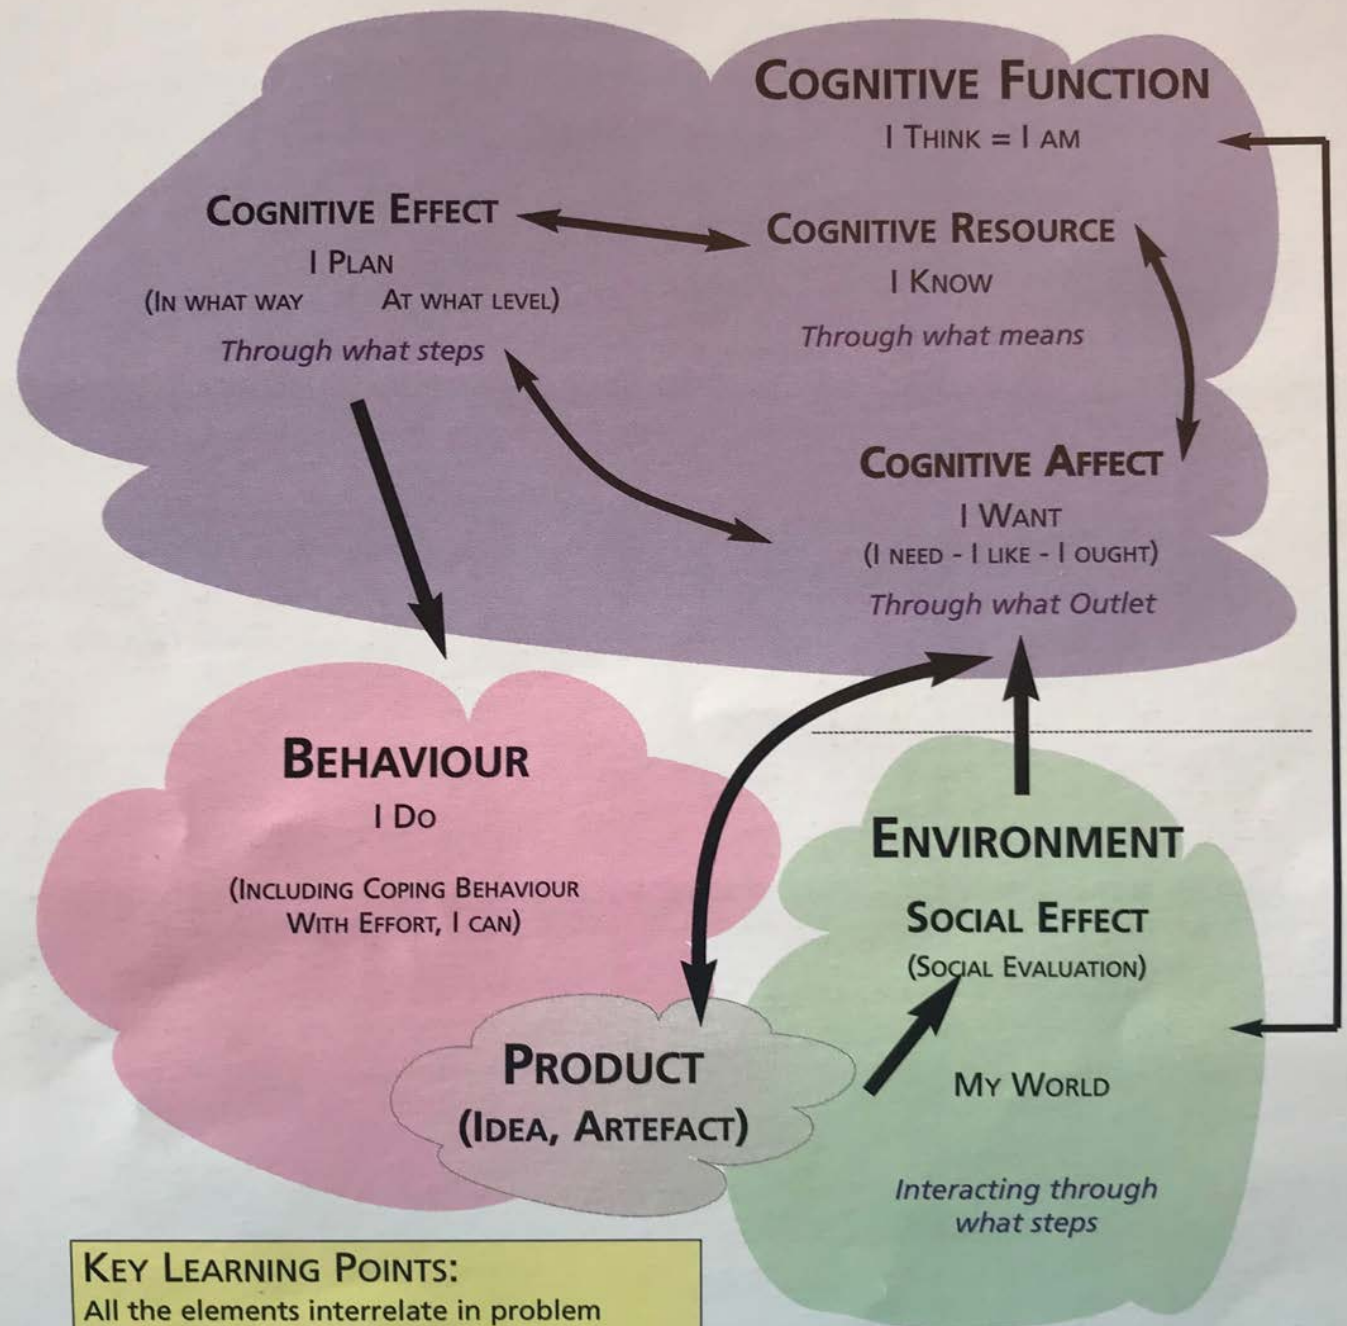 COGNITIVE FUNCTION
I THINK = I AM
COGNITIVE EFFECT
I PLAN
(IN WHAT WAY AT WHAT LEVEL)
Through what steps
COGNITIVE RESOURCE
I KNOW
Through what means
COGNITIVE AFFECT
I WANT
(I NEED - I LIKE - I OUGHT)
Through what Outlet
BEHAVIOUR
I DO
(INCLUDING COPING BEHAVIOUR
WITH EFFORT, I CAN)
ENVIRONMENT
SOCIAL EFFECT
(SOCIAL EVALUATION)
MY WORLD
Interacting through
what steps
PRODUCT
(IDEA, ARTEFACT)
KEY LEARNING POINTS:
All the elements interrelate in problem